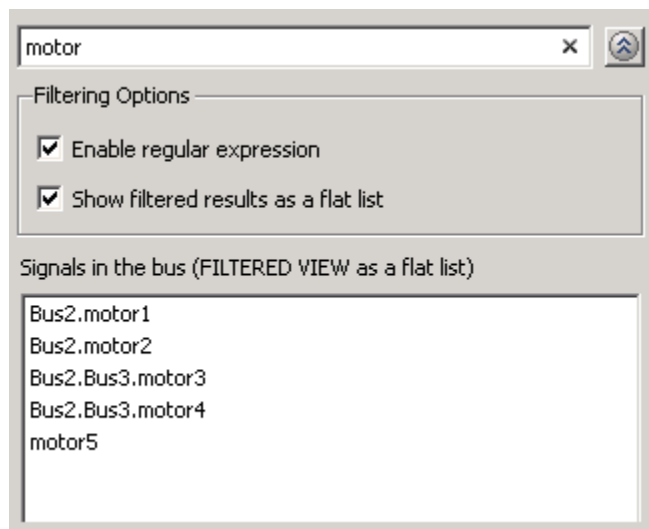 motor
Filtering Options
Enable regular expression
Show filtered results as a flat list
Signals in the bus (FILTERED VIEW as a flat list)
Bus2.motor1
Bus2.motor2
Bus2.Bus3.motor3
Bus2.Bus3.motor4
motor5